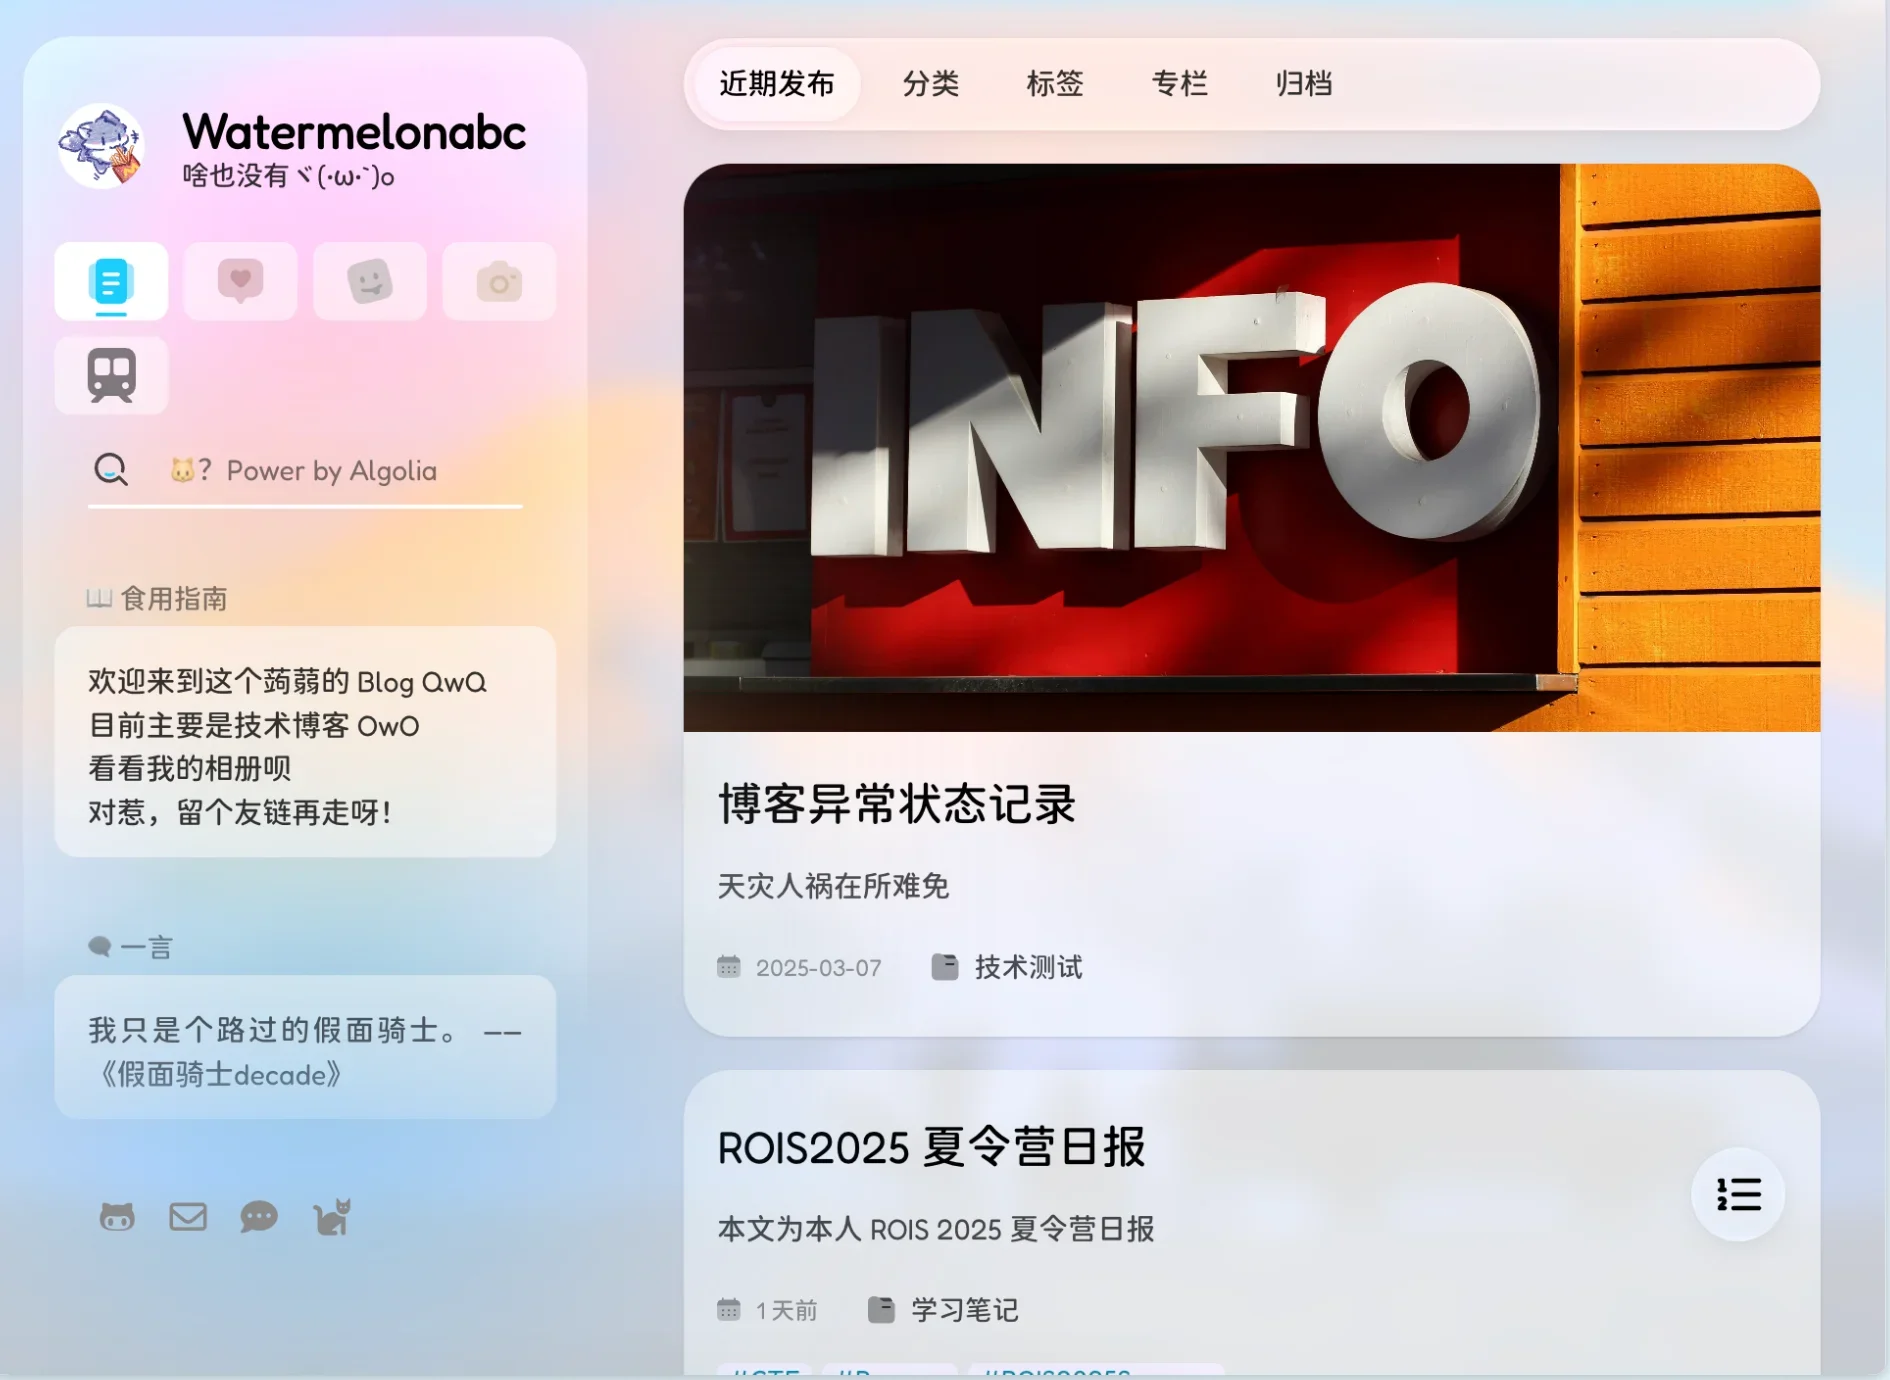 Watermelonabc
啥也没有ヾ(·ω·`)o
🐱? Power by Algolia
📖 食用指南
欢迎来到这个蒟蒻的 Blog QwQ
目前主要是技术博客 OwO
看看我的相册呗
对惹，留个友链再走呀！
一言
我只是个路过的假面骑士。 ——
《假面骑士decade》
近期发布 分类 标签 专栏 归档
INFO
博客异常状态记录
天灾人祸在所难免
2025-03-07 技术测试
ROIS2025 夏令营日报
本文为本人 ROIS 2025 夏令营日报
1 天前 学习笔记